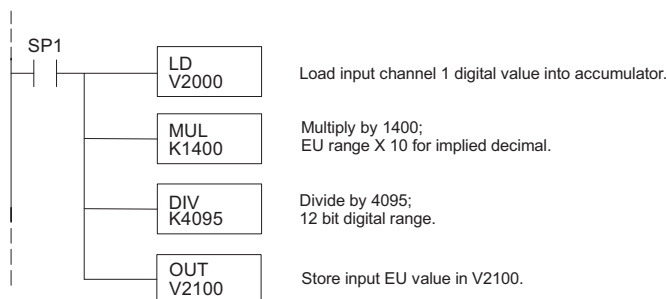 SP1
LD
V2000
Load input channel 1 digital value into accumulator.
MUL
K1400
Multiply by 1400;
EU range X 10 for implied decimal.
DIV
K4095
Divide by 4095;
12 bit digital range.
OUT
V2100
Store input EU value in V2100.